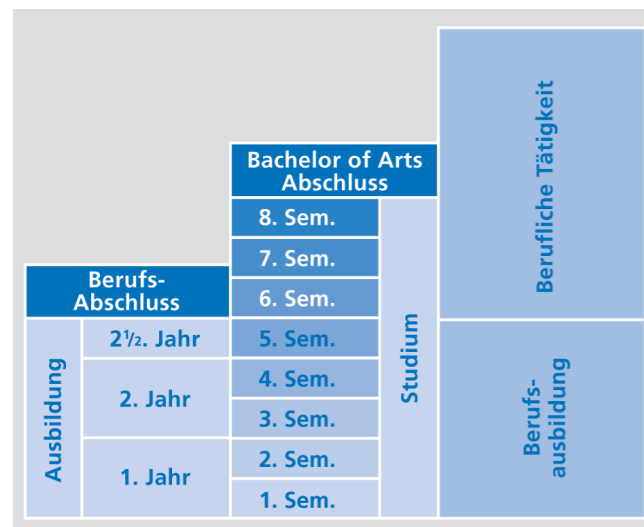 Bachelor of Arts
Abschluss
8. Sem.
7. Sem.
6. Sem.
5. Sem.
4. Sem.
3. Sem.
2. Sem.
1. Sem.
Studium
Berufs-
Abschluss
2½. Jahr
2. Jahr
1. Jahr
Ausbildung
Berufliche Tätigkeit
Berufs-
ausbildung